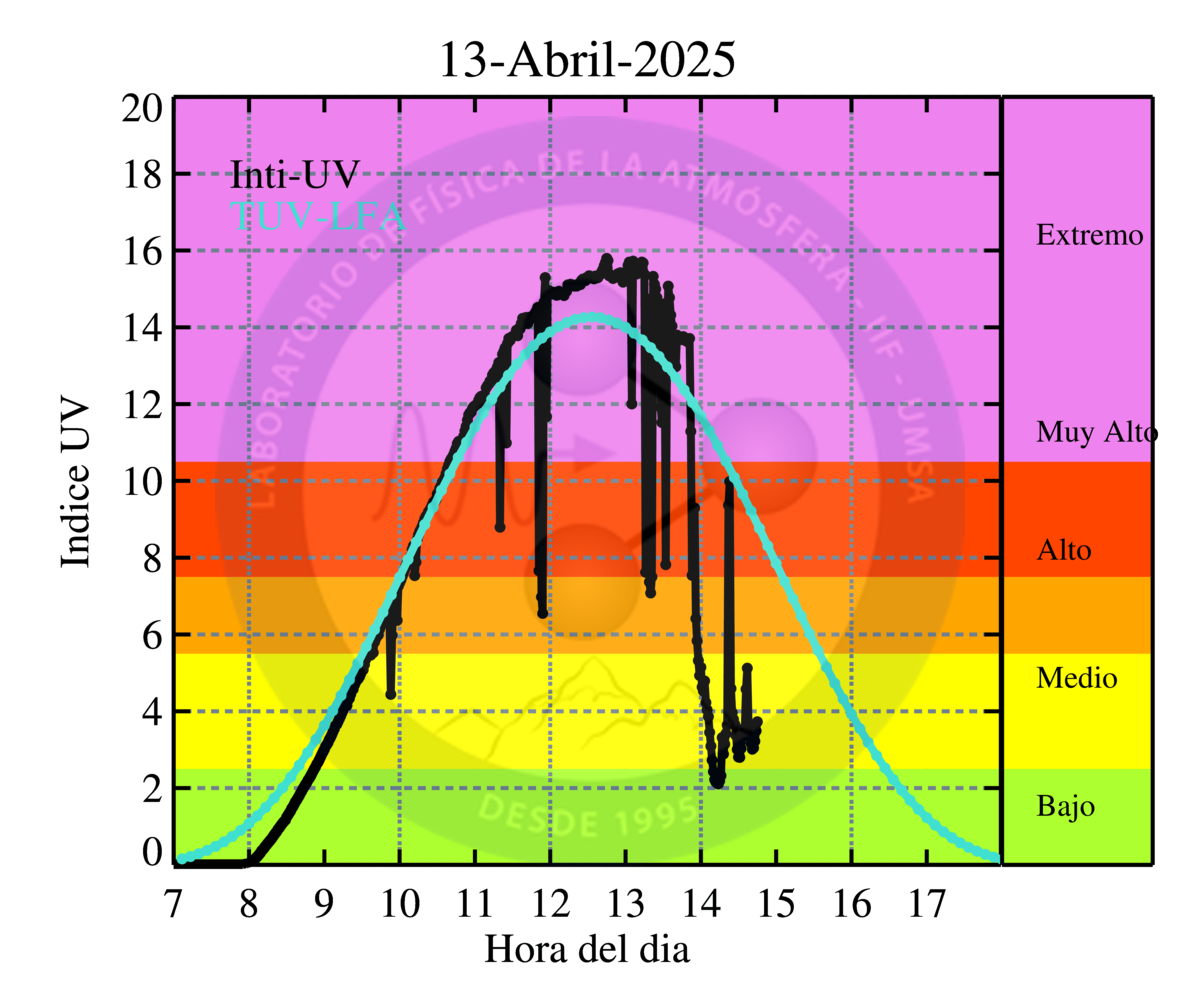 13-Abril-2025
20
18
16
14
12
10
8
6
4
2
0
Indice UV
Inti-UV
TUV-LFA
LABORATORIO DE FÍSICA DE LA ATMÓSFERA - IIF - UMSA
DESDE 1995
Extremo
Muy Alto
Alto
Medio
Bajo
7 8 9 10 11 12 13 14 15 16 17
Hora del dia